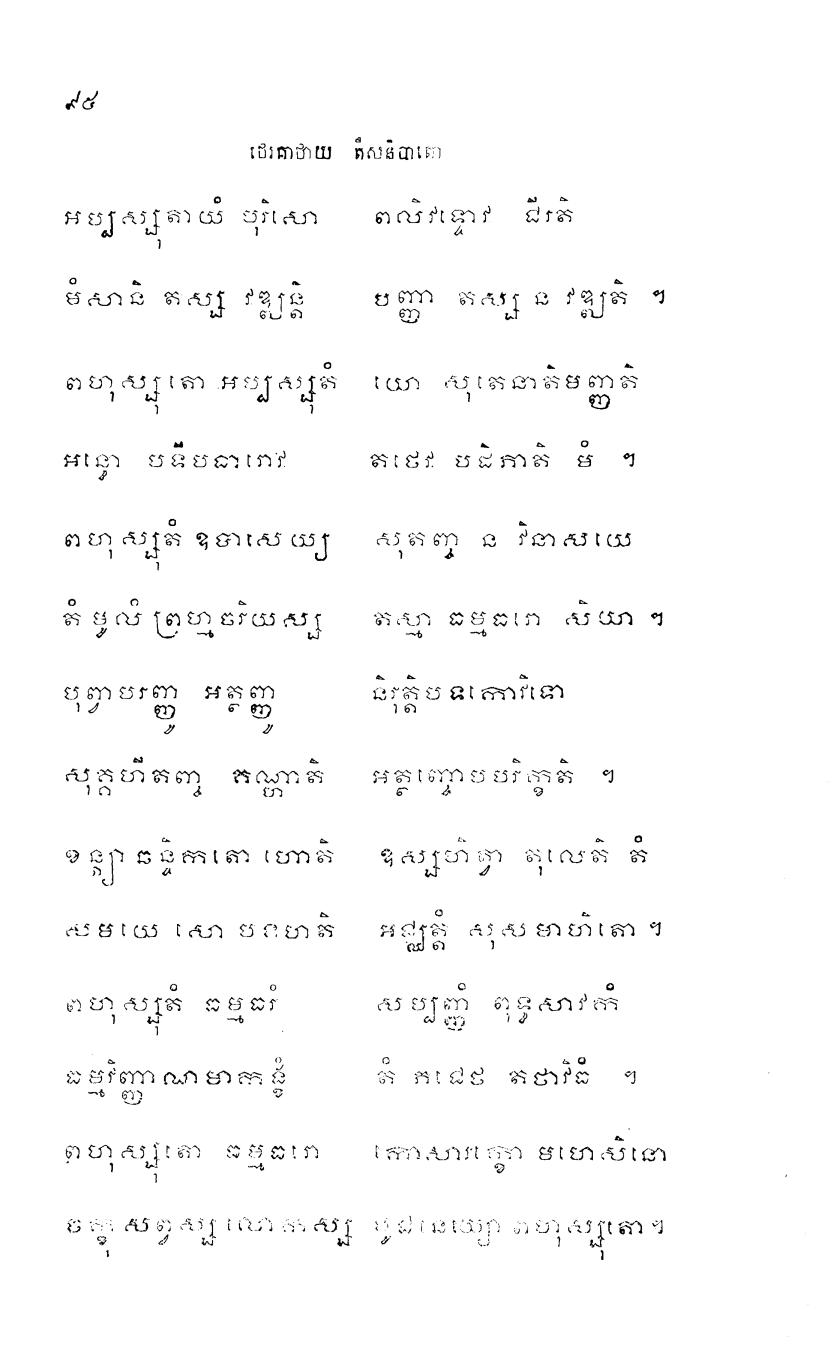 ៩៥
ថេរគាថាយ តឹសនិបាតោ
អប្បស្សុតាយំ បុរិសោ ពលិវទ្ទោវ ជីរតិ
មំសានិ តស្ស វឌ្ឍន្តិ បញ្ញា តស្ស ន វឌ្ឍតិ ។
ពហុស្សុតោ អប្បស្សុតំ យោ សុតេនាតិមញ្ញតិ
អន្ធោ បទីបធារោវ តថេវ បដិភាតិ មំ ។
ពហុស្សុតំ ឧបាសេយ្យ សុតញ្ច ន វិនាសយេ
តំ មូលំ ព្រហ្មចរិយស្ស តស្មា ធម្មធរោ សិយា ។
បុព្វាបរញ្ញូ អត្ថញ្ញូ និរុត្តិបទកោវិទោ
សុគ្គហីតញ្ច គណ្ហាតិ អត្ថញ្ចោបបរិក្ខតិ ។
ខន្ត្យា ឆន្ទិកតោ ហោតិ ឧស្សហិត្វា តុលេតិ តំ
សមយេ សោ បទហតិ អជ្ឈត្តំ សុសមាហិតោ ។
ពហុស្សុតំ ធម្មធរំ សប្បញ្ញំ ពុទ្ធសាវកំ
ធម្មវិញ្ញាណមាកង្ខំ តំ ភជេថ តថាវិធំ ។
ពហុស្សុតោ ធម្មធរោ កោសារក្ខោ មហេសិនោ
ចក្ខុ សព្វស្ស លោកស្ស បូជនេយ្យោ ពហុស្សុតោ ។